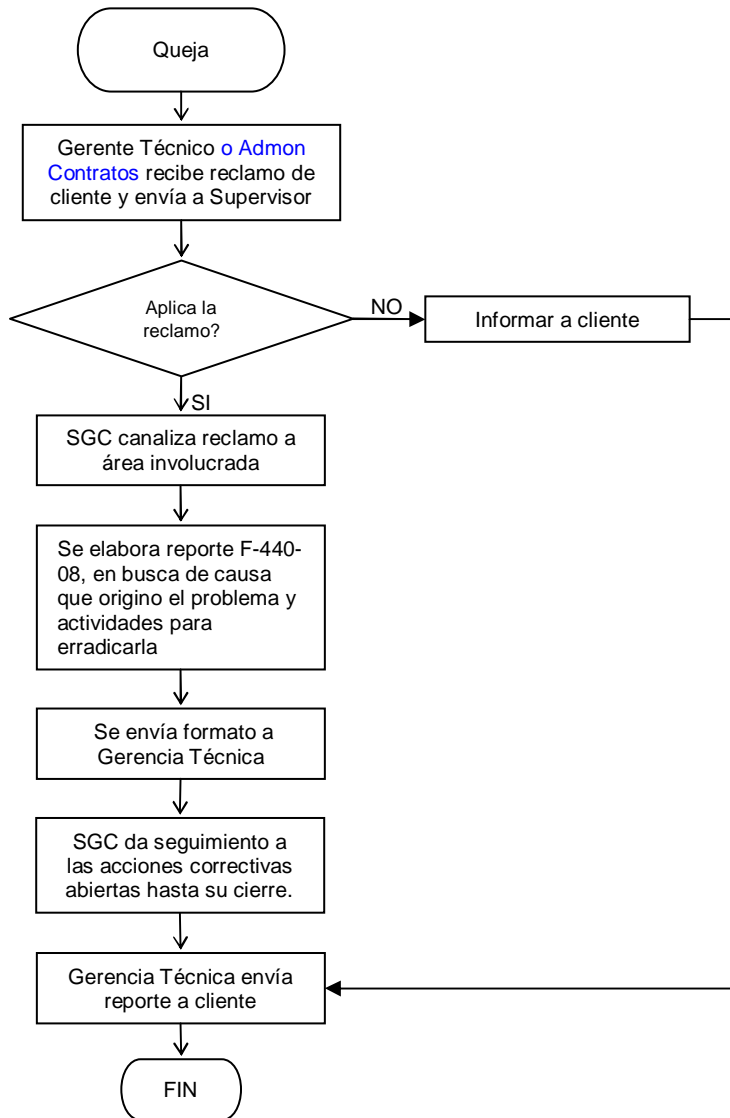 Queja
Gerente Técnico o Admon
Contratos recibe reclamo de
cliente y envía a Supervisor
Aplica la
reclamo?
NO
Informar a cliente
SI
SGC canaliza reclamo a
área involucrada
Se elabora reporte F-440-
08, en busca de causa
que origino el problema y
actividades para
erradicarla
Se envía formato a
Gerencia Técnica
SGC da seguimiento a
las acciones correctivas
abiertas hasta su cierre.
Gerencia Técnica envía
reporte a cliente
FIN